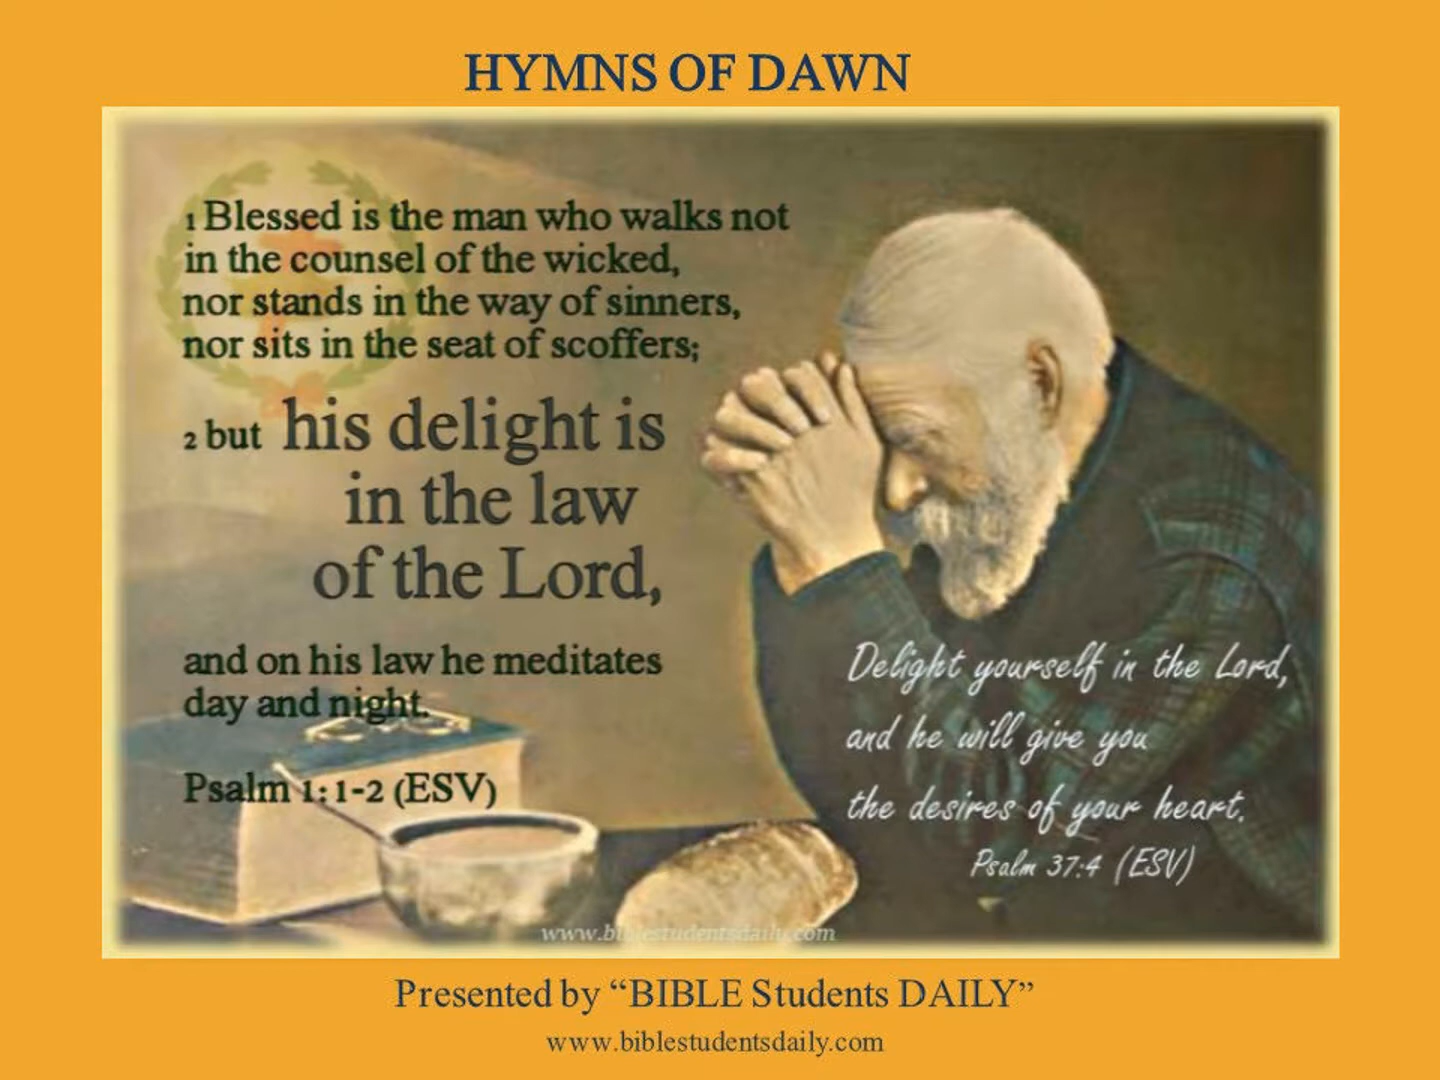 HYMNS OF DAWN
1 Blessed is the man who walks not
in the counsel of the wicked,
nor stands in the way of sinners,
nor sits in the seat of scoffers;
2 but his delight is
in the law
of the Lord,
and on his law he meditates
day and night.
Psalm 1:1-2 (ESV)
Delight yourself in the Lord,
and he will give you
the desires of your heart.
Psalm 37:4 (ESV)
www.biblestudentsdaily.com
Presented by “BIBLE Students DAILY”
www.biblestudentsdaily.com